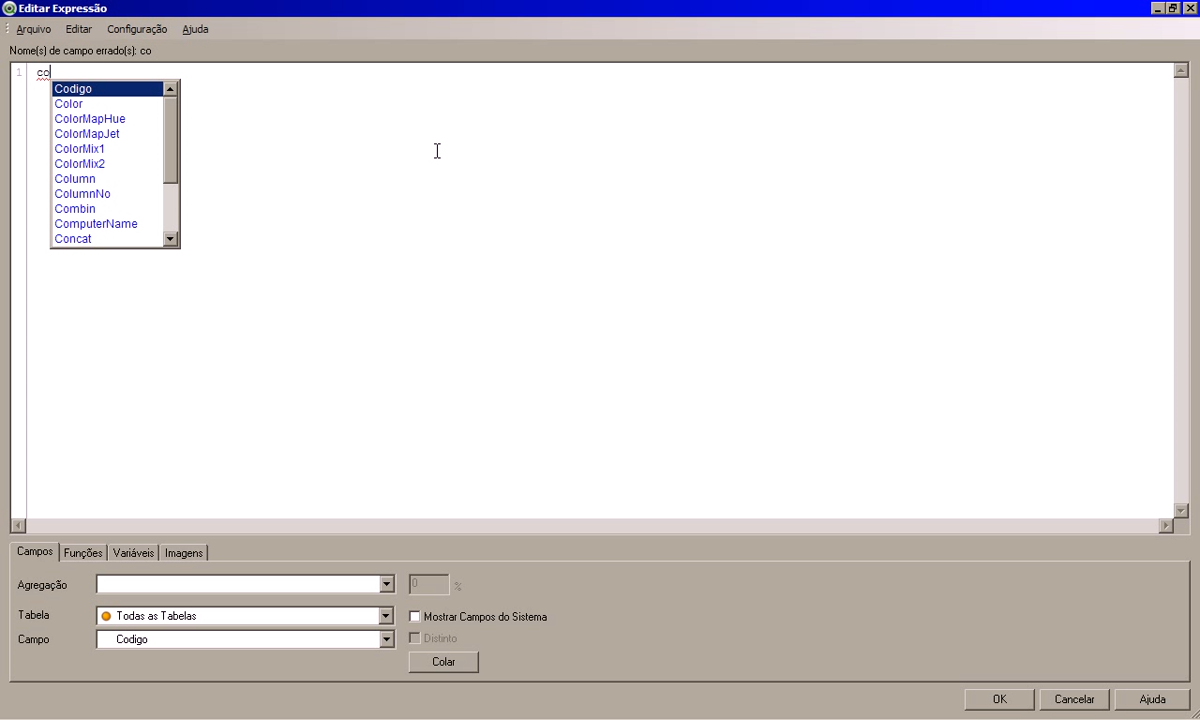 Editar Expressão
Arquivo Editar Configuração Ajuda
Nome(s) de campo errado(s): co
1 co
Codigo
Color
ColorMapHue
ColorMapJet
ColorMix1
ColorMix2
Column
ColumnNo
Combin
ComputerName
Concat
Campos Funções Variáveis Imagens
Agregação 0 %
Tabela Todas as Tabelas Mostrar Campos do Sistema
Campo Codigo Distinto
Colar
OK Cancelar Ajuda